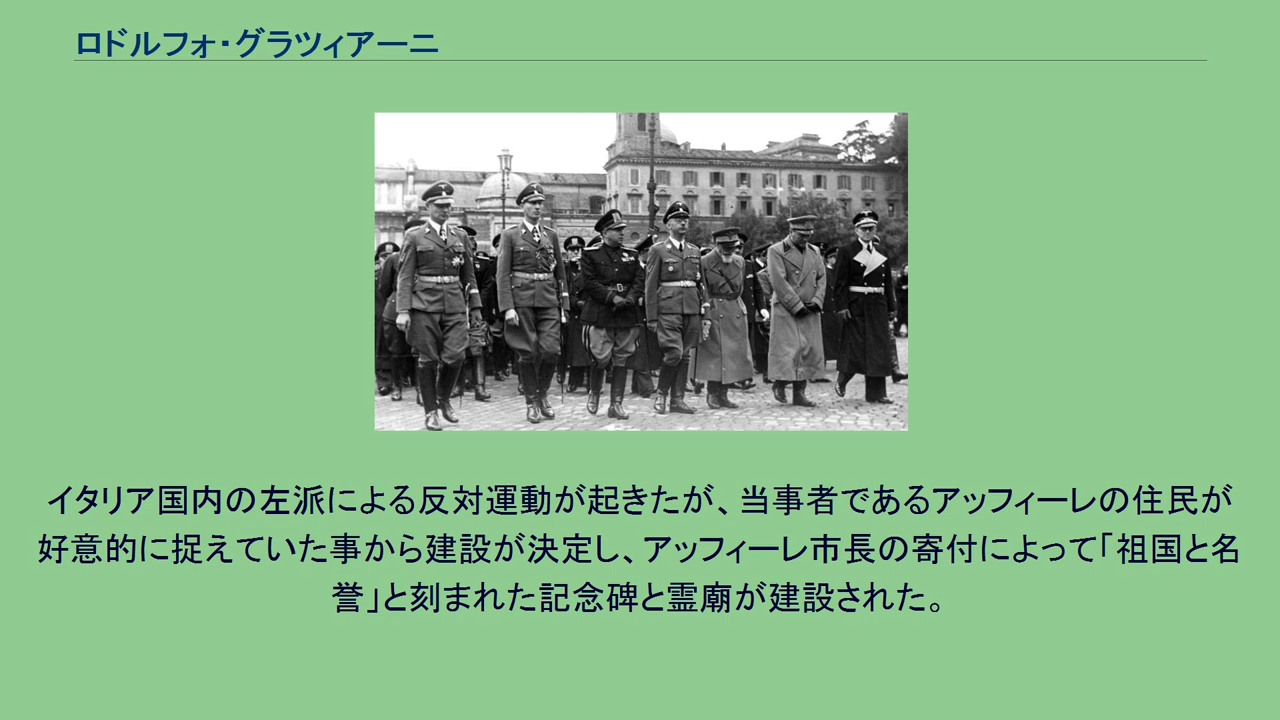 ロドルフォ・グラツィアーニ
イタリア国内の左派による反対運動が起きたが、当事者であるアッフィーレの住民が
好意的に捉えていた事から建設が決定し、アッフィーレ市長の寄付によって「祖国と名
誉」と刻まれた記念碑と霊廟が建設された。